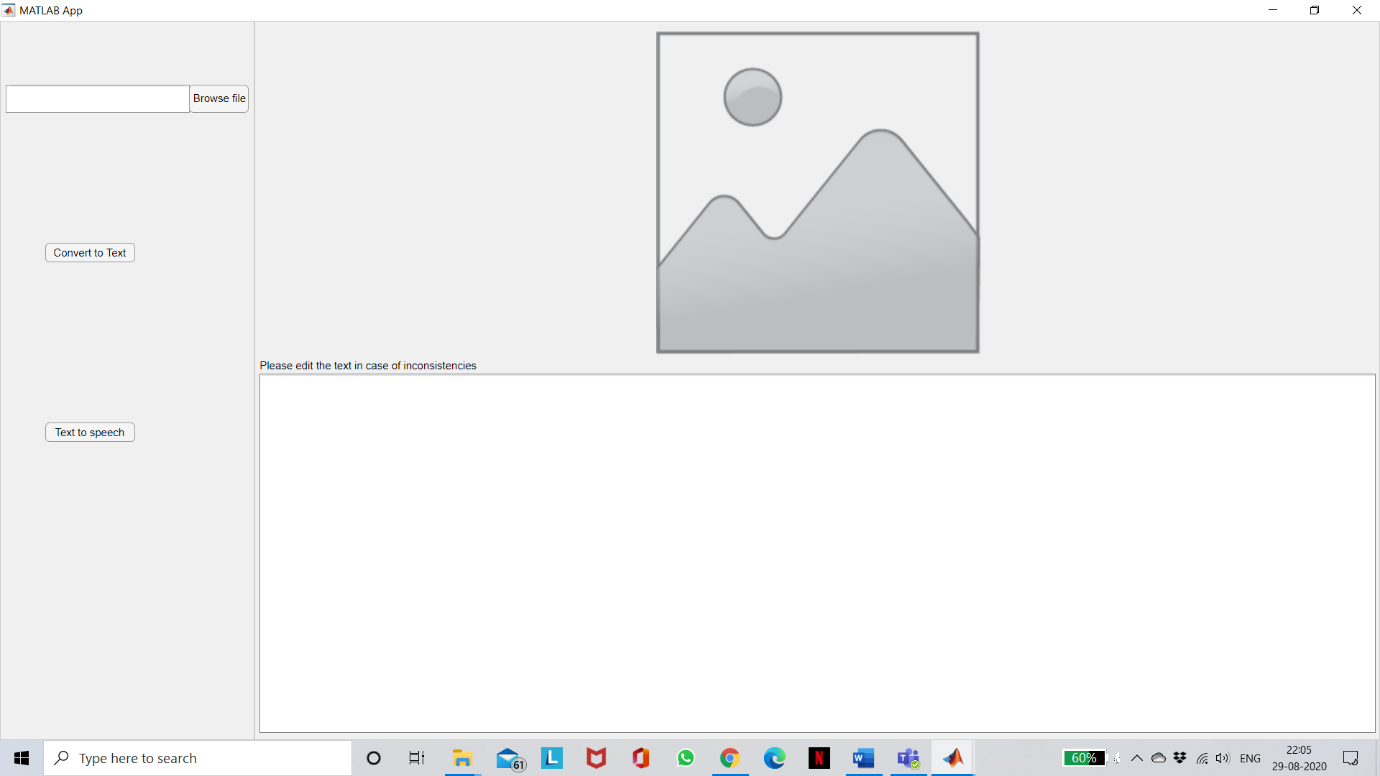 MATLAB App
Browse file
Convert to Text
Text to speech
Please edit the text in case of inconsistencies
Type here to search
61
L
N
W
60%
ENG
22:05
29-08-2020